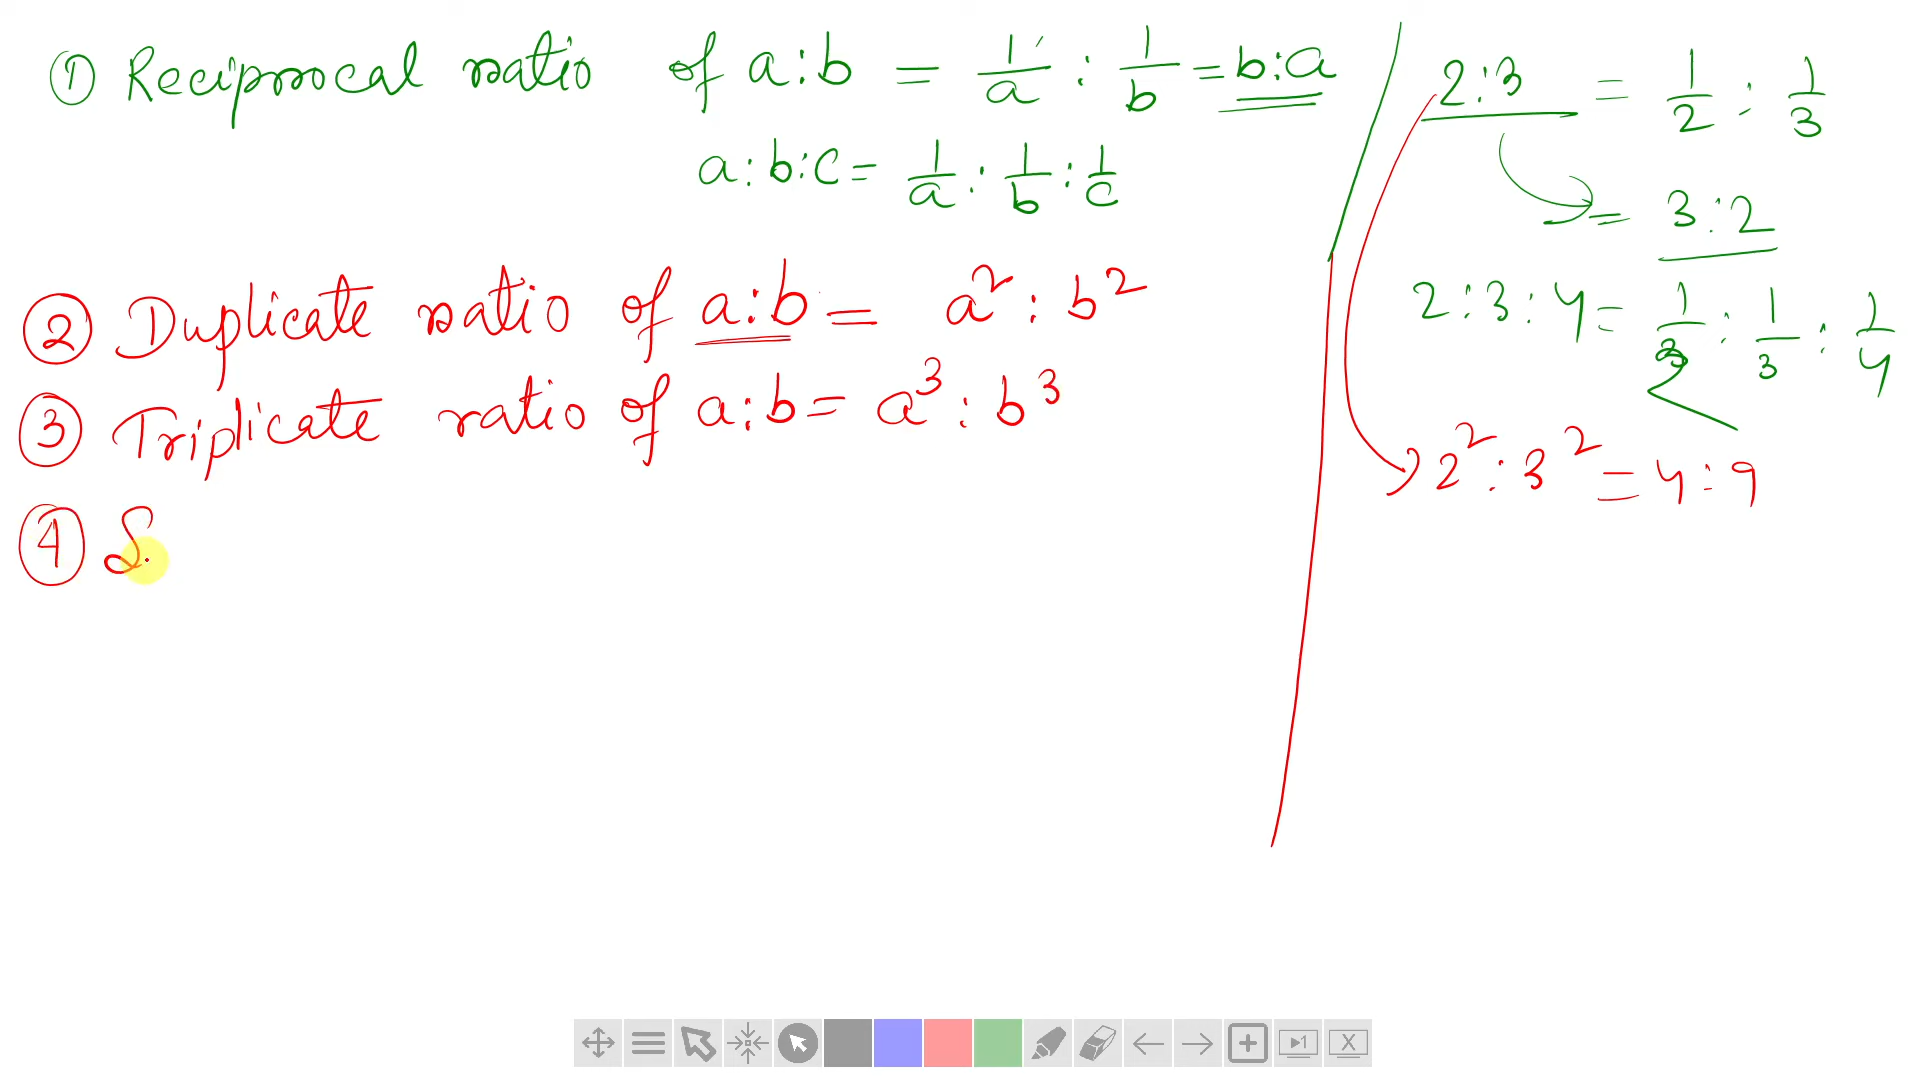 ① Reciprocal ratio of a:b = 1/a : 1/b = b:a
a:b:c = 1/a : 1/b : 1/c
② Duplicate ratio of a:b = a² : b²
③ Triplicate ratio of a:b = a³ : b³
④ S
2:3 = 1/2 : 1/3
= 3:2
2:3:4 = 1/2 : 1/3 : 1/4
2² : 3² = 4:9
1
X